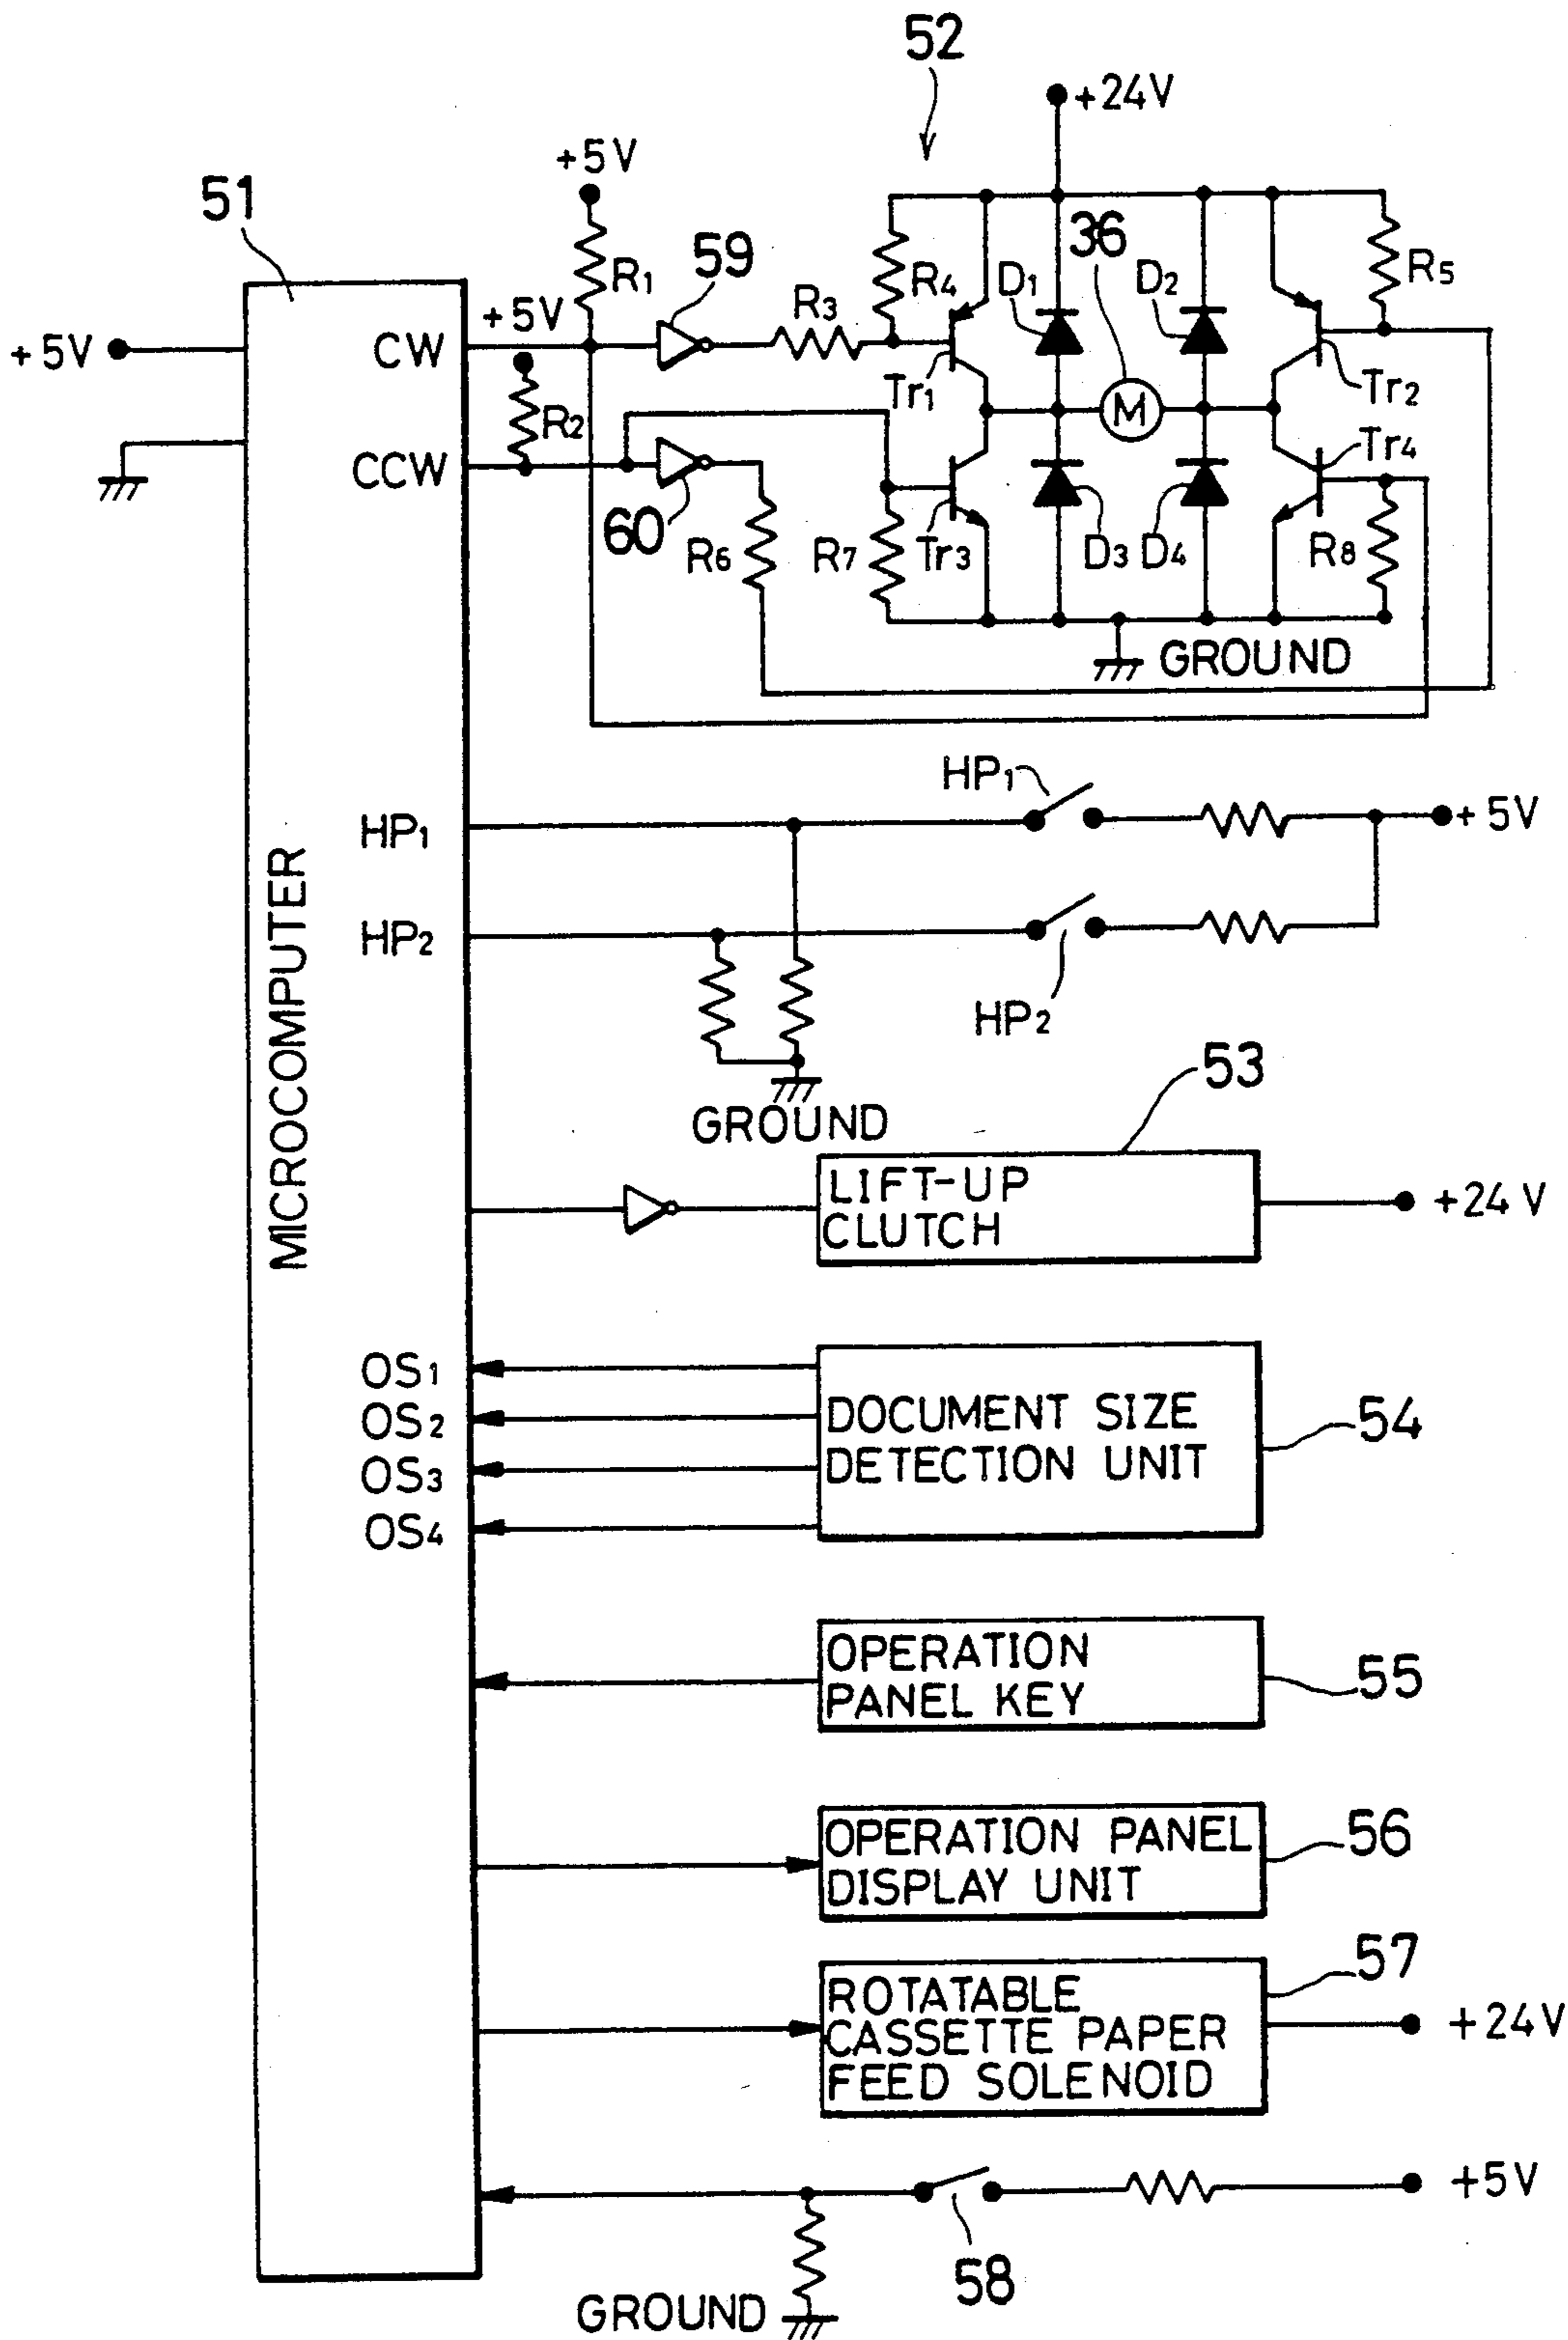 52
+24V
+5V
51
36
59
R1
R4
D1
D2
R5
+5V
R3
+5V
CW
Tr1
M
Tr2
R2
Tr4
CCW
60
R6
R7
Tr3
D3
D4
R8
GROUND
HP1
HP1
+5V
HP2
HP2
GROUND
MICROCOMPUTER
53
LIFT-UP
CLUTCH
+24V
OS1
OS2
OS3
OS4
DOCUMENT SIZE
DETECTION UNIT
54
OPERATION
PANEL KEY
55
OPERATION PANEL
DISPLAY UNIT
56
57
ROTATABLE
CASSETTE PAPER
FEED SOLENOID
+24V
+5V
58
GROUND